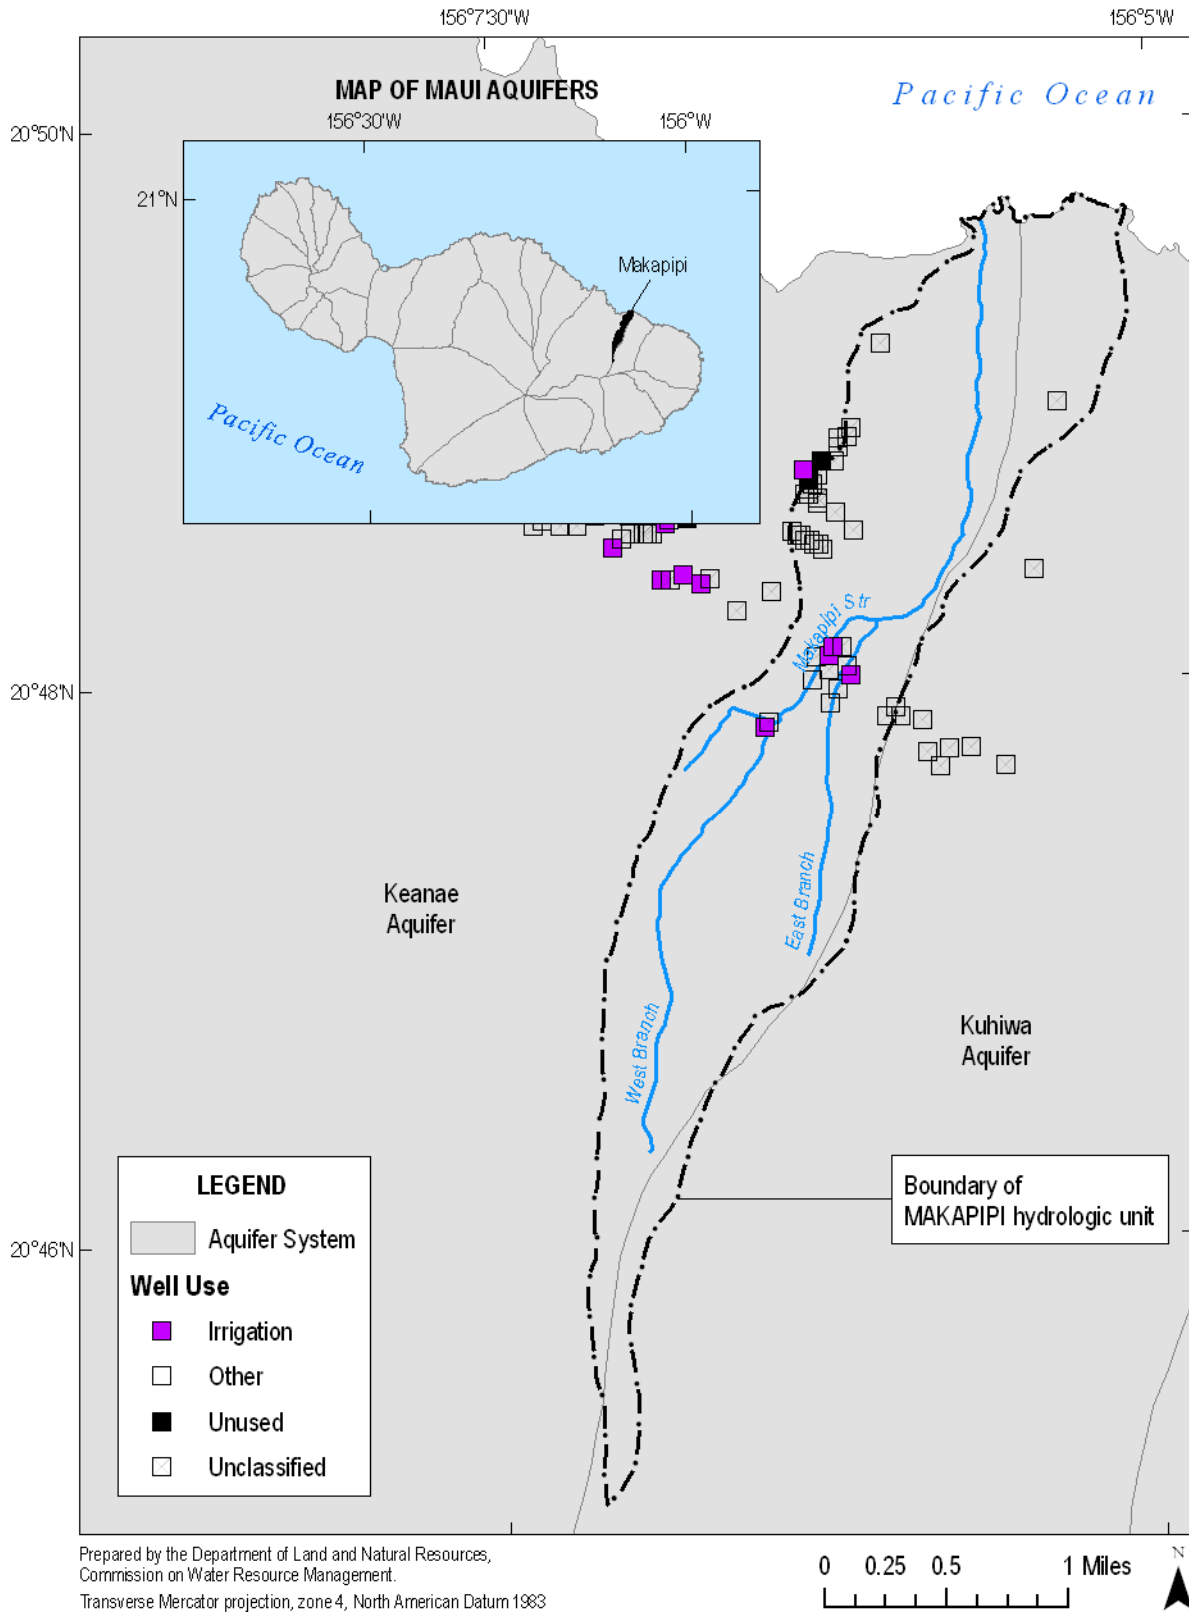 156°7'30"W
156°5'W
MAP OF MAUI AQUIFERS
Pacific Ocean
156°30'W
156°W
20°50'N
21°N
Makapipi
Pacific Ocean
Makapipi Str
20°48'N
East Branch
Keanae
Aquifer
West Branch
Kuhiwa
Aquifer
LEGEND
Aquifer System
Well Use
Irrigation
Other
Unused
Unclassified
Boundary of
MAKAPIPI hydrologic unit
20°46'N
Prepared by the Department of Land and Natural Resources,
Commission on Water Resource Management.
Transverse Mercator projection, zone 4, North American Datum 1983
0 0.25 0.5 1 Miles
N